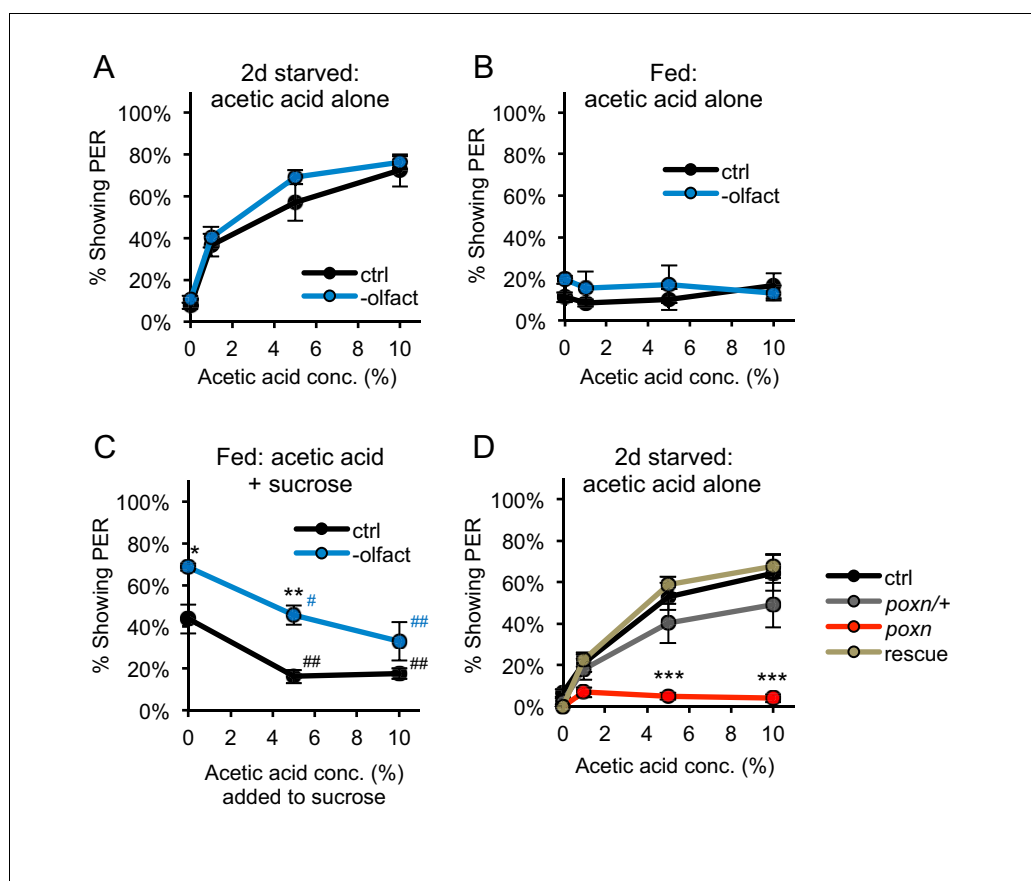 A
2d starved:
acetic acid alone
% Showing PER
100%
80%
60%
40%
20%
0%
ctrl
-olfact
0 2 4 6 8 10
Acetic acid conc. (%)
B
Fed:
acetic acid alone
% Showing PER
100%
80%
60%
40%
20%
0%
ctrl
-olfact
0 2 4 6 8 10
Acetic acid conc. (%)
C
Fed: acetic acid
+ sucrose
% Showing PER
100%
80%
60%
40%
20%
0%
ctrl
-olfact
*
** #
##
##
##
0 2 4 6 8 10
Acetic acid conc. (%)
added to sucrose
D
2d starved:
acetic acid alone
% Showing PER
100%
80%
60%
40%
20%
0%
*** ***
0 2 4 6 8 10
Acetic acid conc. (%)
ctrl
poxn/+
poxn
rescue